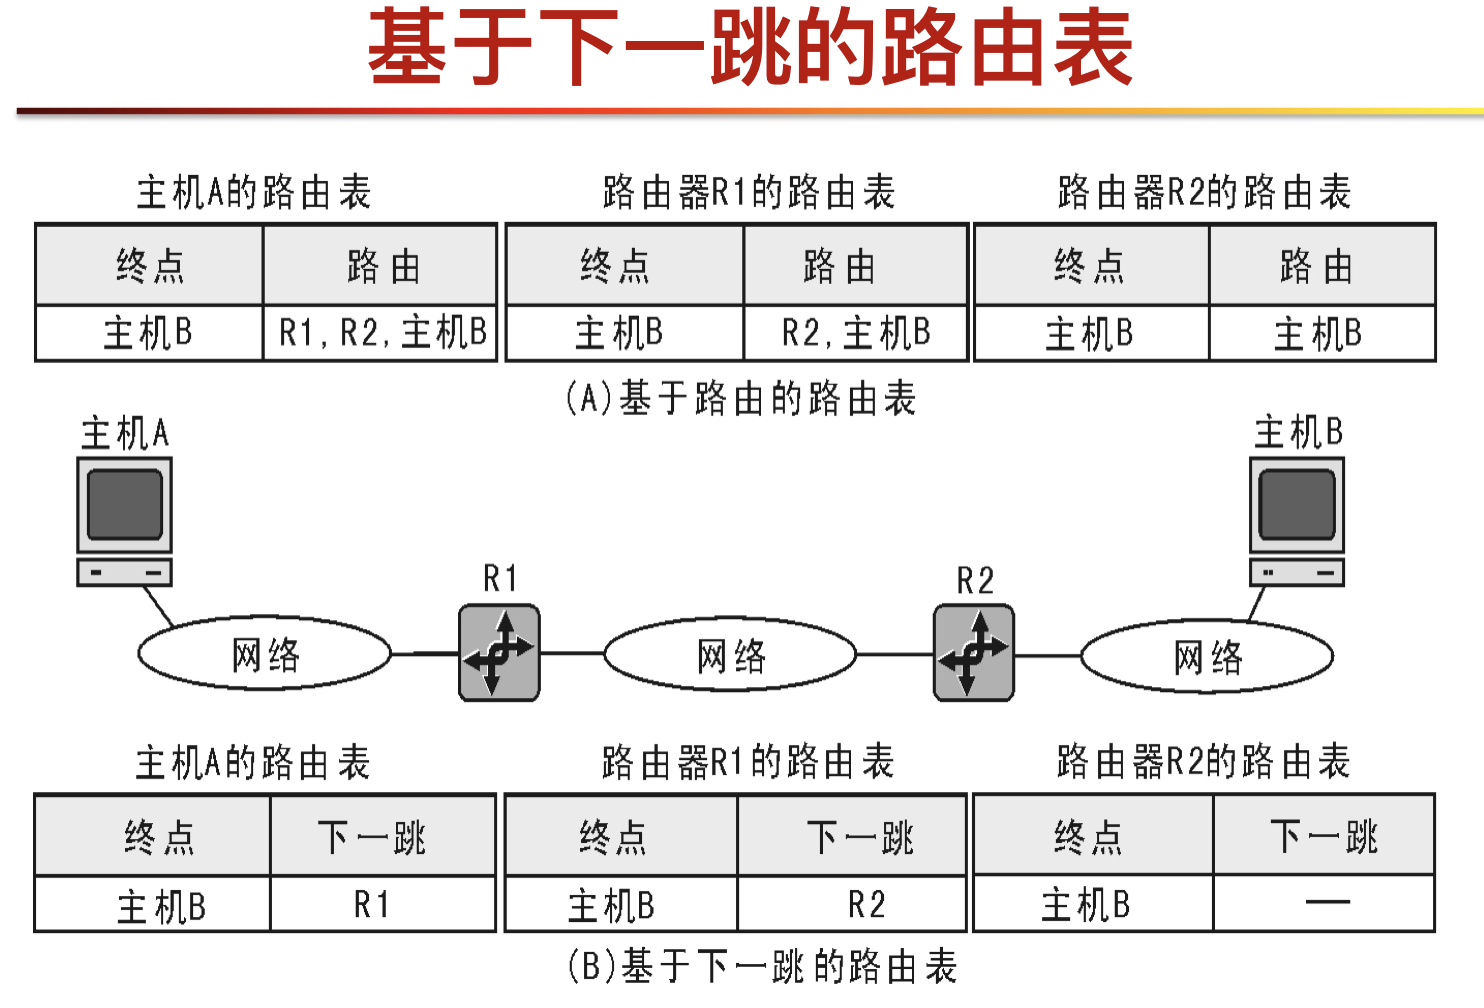 基于下一跳的路由表
主机A的路由表 路由器R1的路由表 路由器R2的路由表
终点 路由 终点 路由 终点 路由
主机B R1,R2,主机B 主机B R2,主机B 主机B 主机B
(A)基于路由的路由表
主机A 主机B
R1 R2
网络 网络 网络
主机A的路由表 路由器R1的路由表 路由器R2的路由表
终点 下一跳 终点 下一跳 终点 下一跳
主机B R1 主机B R2 主机B —
(B)基于下一跳的路由表